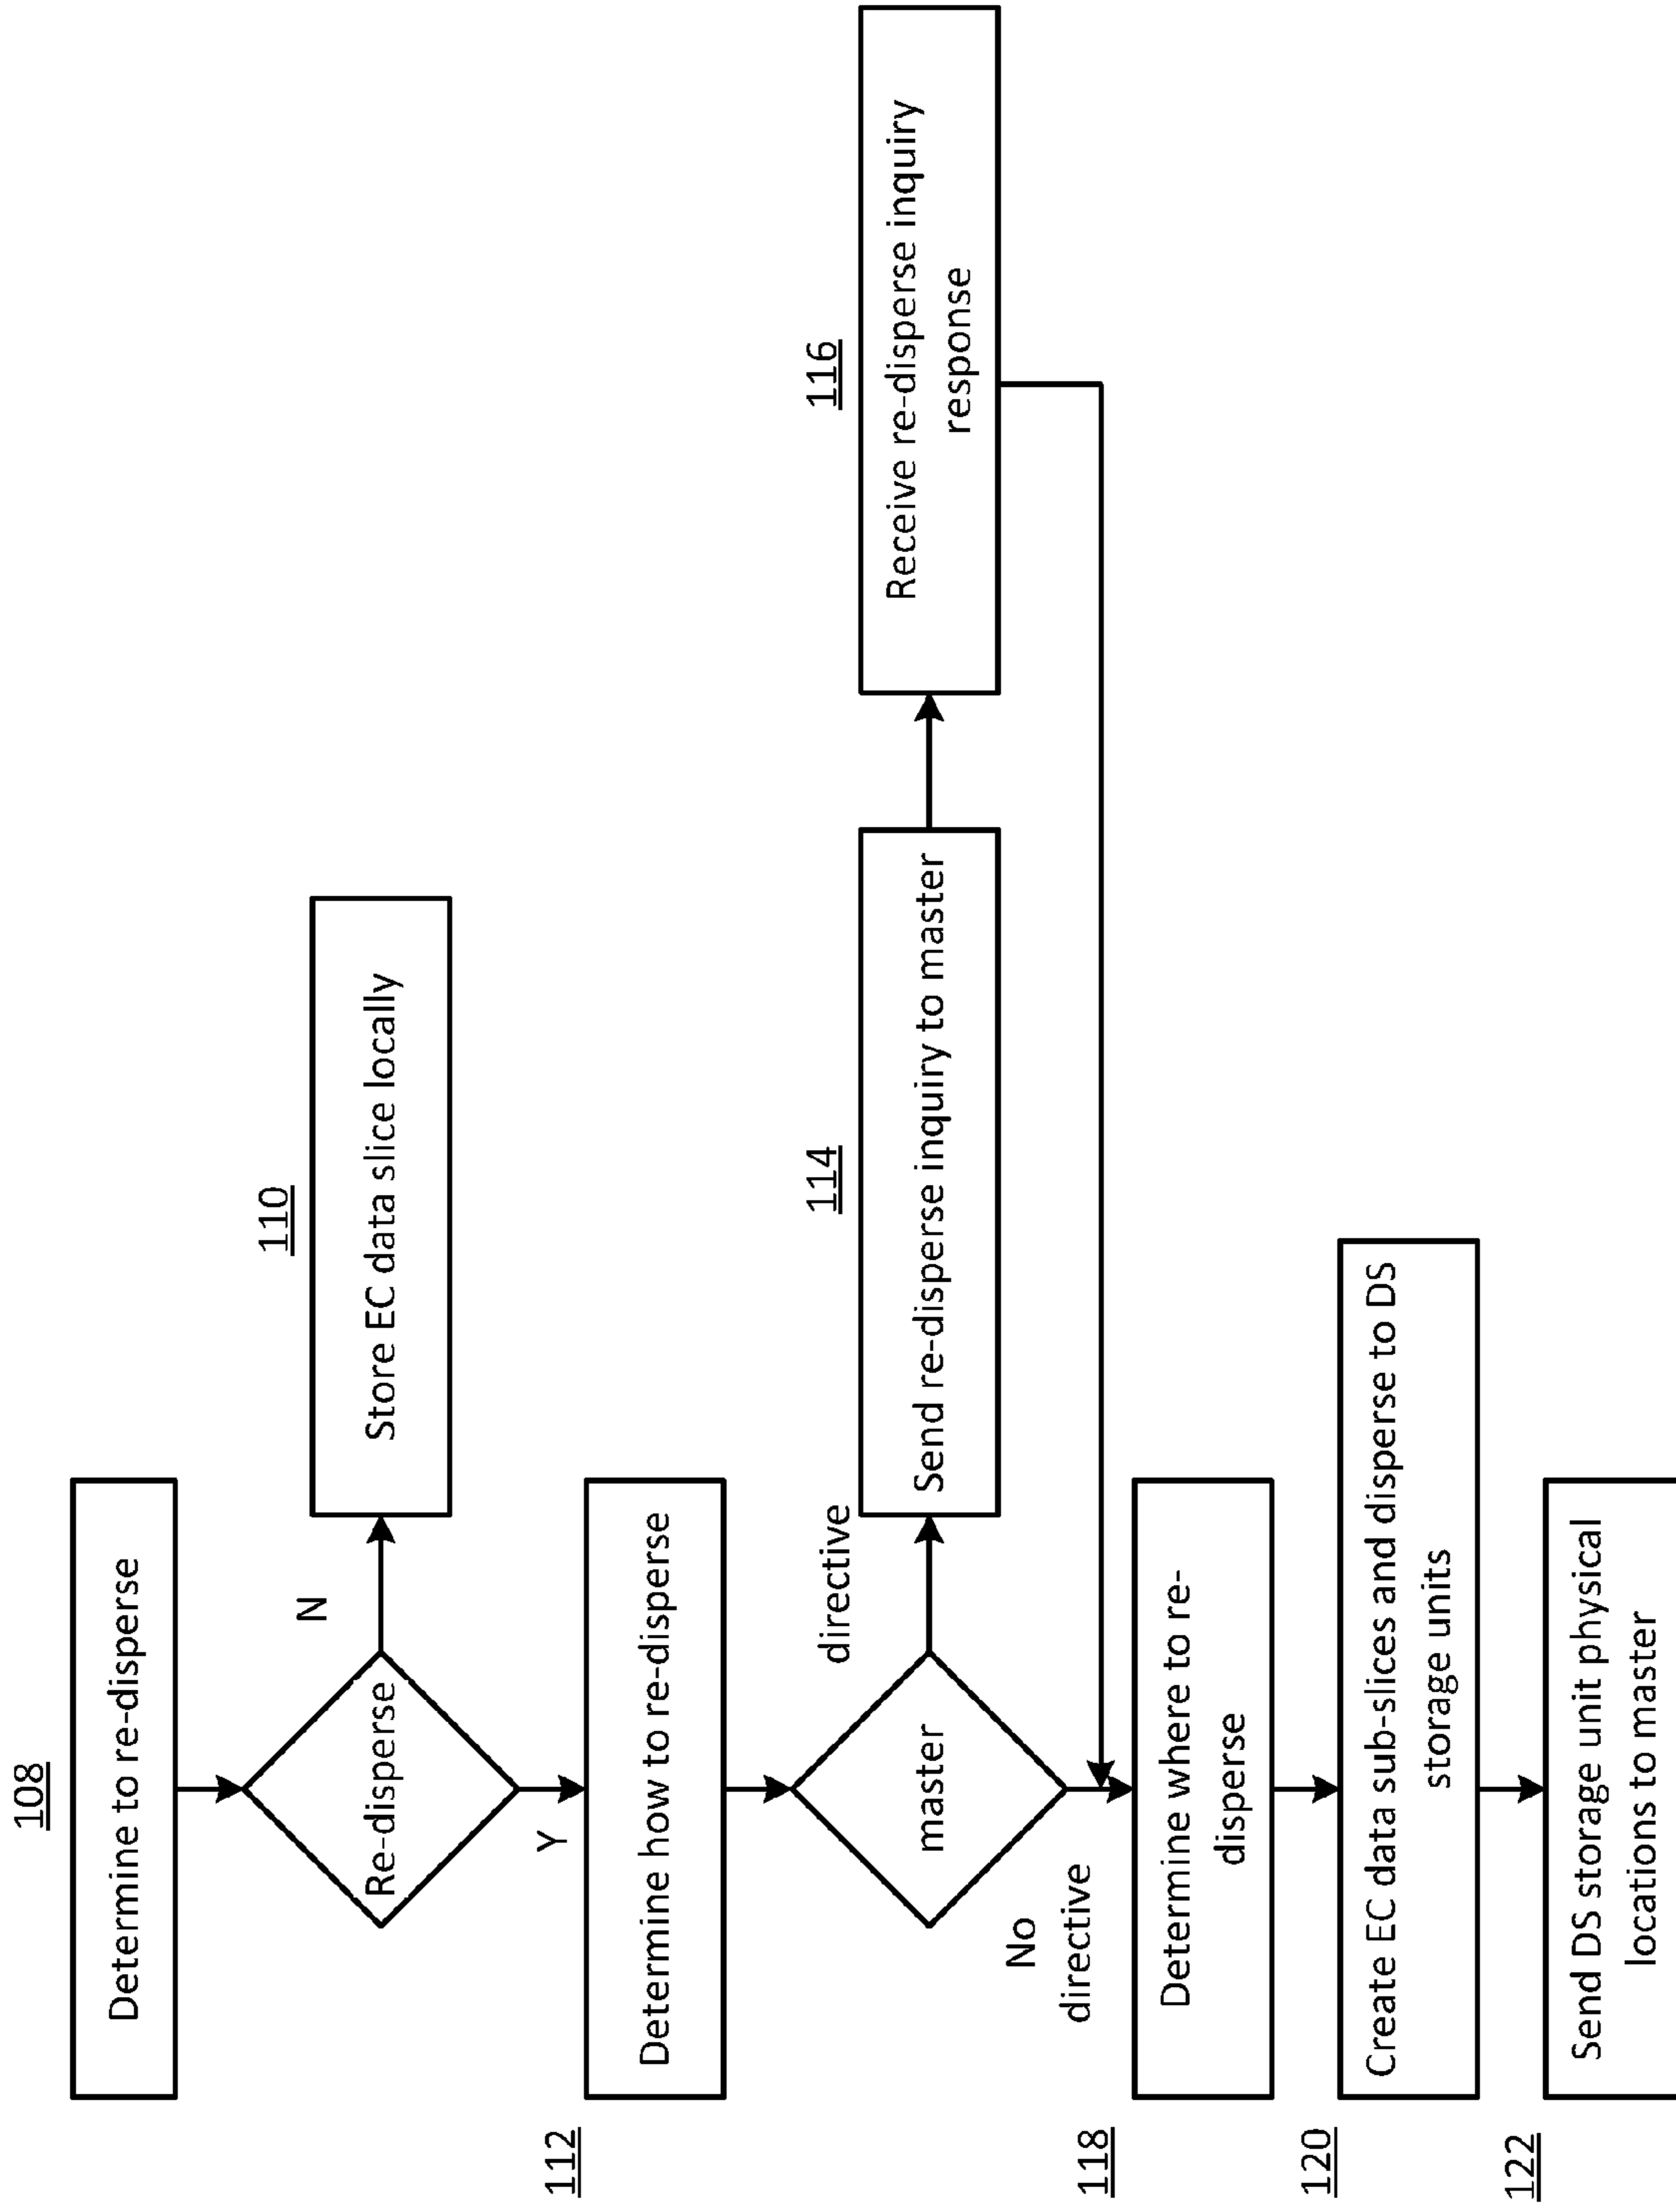 108
Determine to re-disperse
Re-disperse
N
110
Store EC data slice locally
Y
112
Determine how to re-disperse
master
directive
114
Send re-disperse inquiry to master
116
Receive re-disperse inquiry
response
No
directive
118
Determine where to re-
disperse
120
Create EC data sub-slices and disperse to DS
storage units
122
Send DS storage unit physical
locations to master